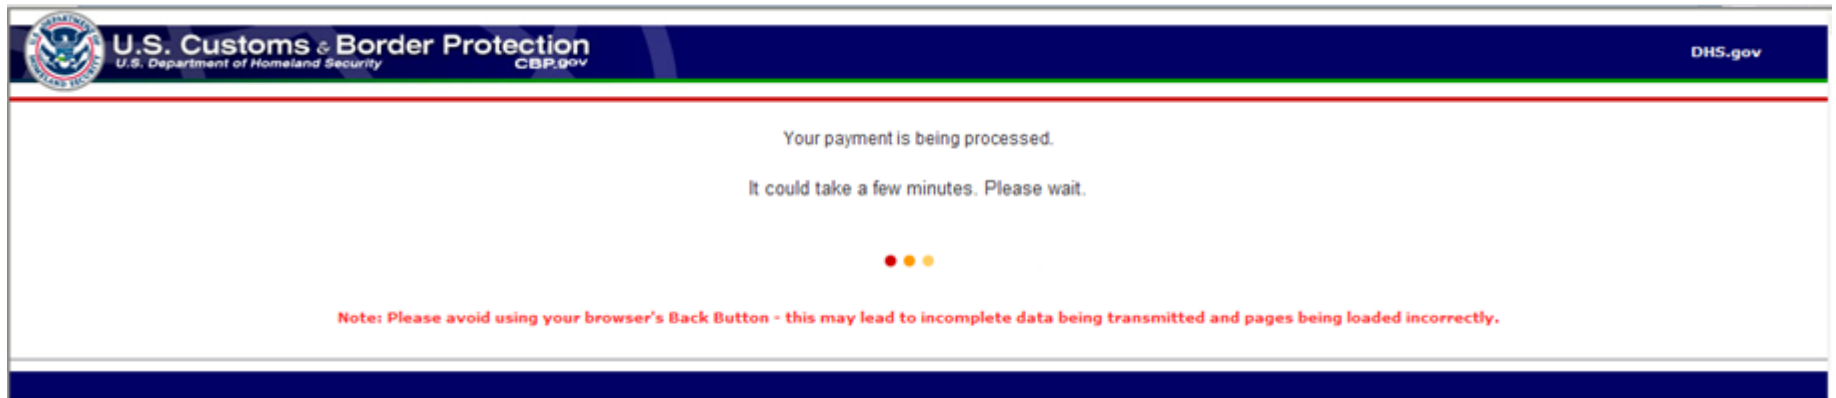 U.S. Customs & Border Protection
U.S. Department of Homeland Security
CBP.gov
DHS.gov
Your payment is being processed.
It could take a few minutes. Please wait.
Note: Please avoid using your browser's Back Button - this may lead to incomplete data being transmitted and pages being loaded incorrectly.